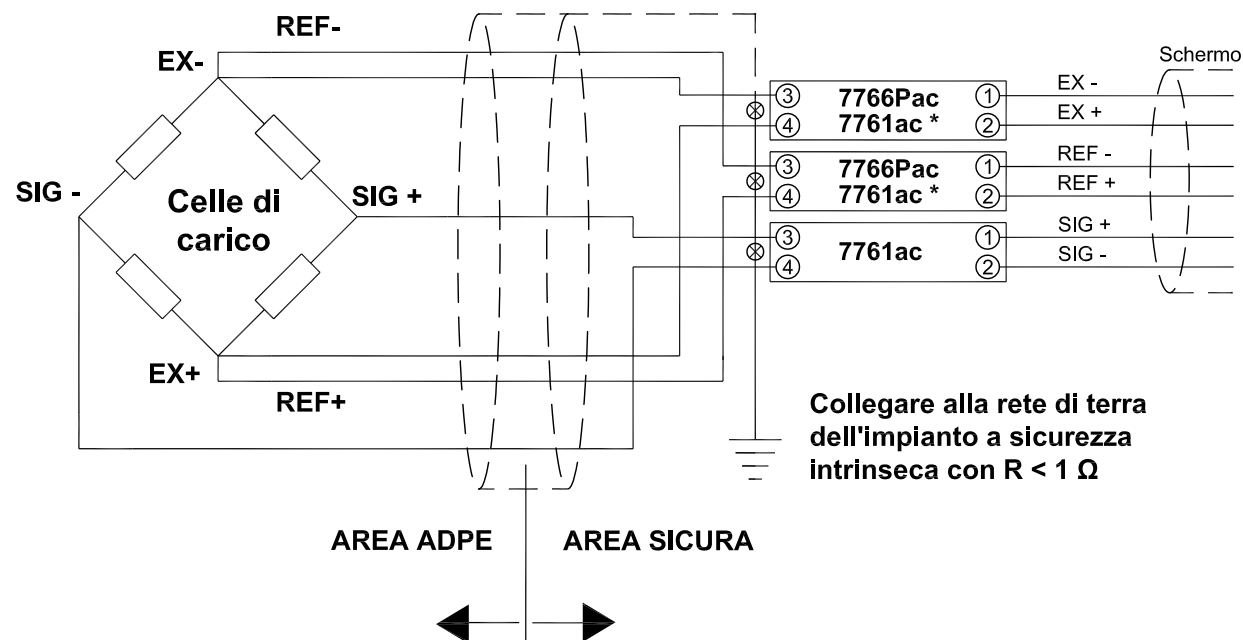 REF-
EX-
Schermo
3 7766Pac 1 EX -
4 7761ac * 2 EX +
3 7766Pac 1 REF -
4 7761ac * 2 REF +
3 7761ac 1 SIG +
4 2 SIG -
SIG -
Celle di
carico
SIG +
EX+
REF+
Collegare alla rete di terra
dell'impianto a sicurezza
intrinseca con R < 1 Ω
AREA ADPE
AREA SICURA